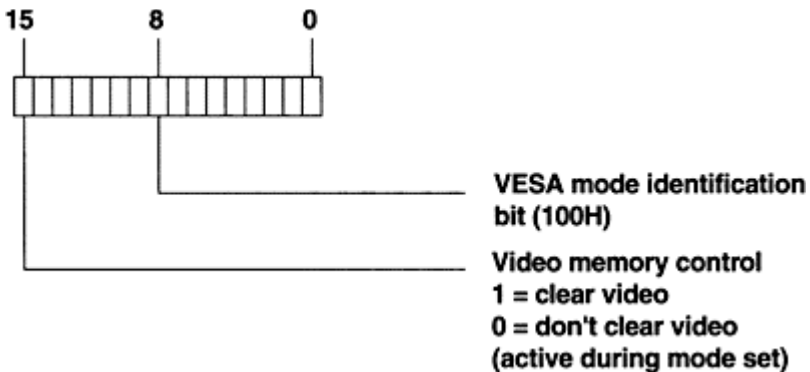 15 8 0
VESA mode identification
bit (100H)
Video memory control
1 = clear video
0 = don't clear video
(active during mode set)